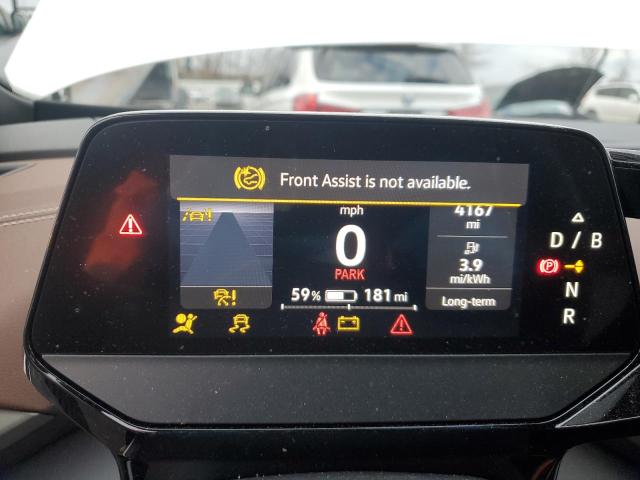 Front Assist is not available.
mph
4167
mi
0
PARK
3.9
mi/kWh
59% 181 mi
Long-term
D / B
P
N
R